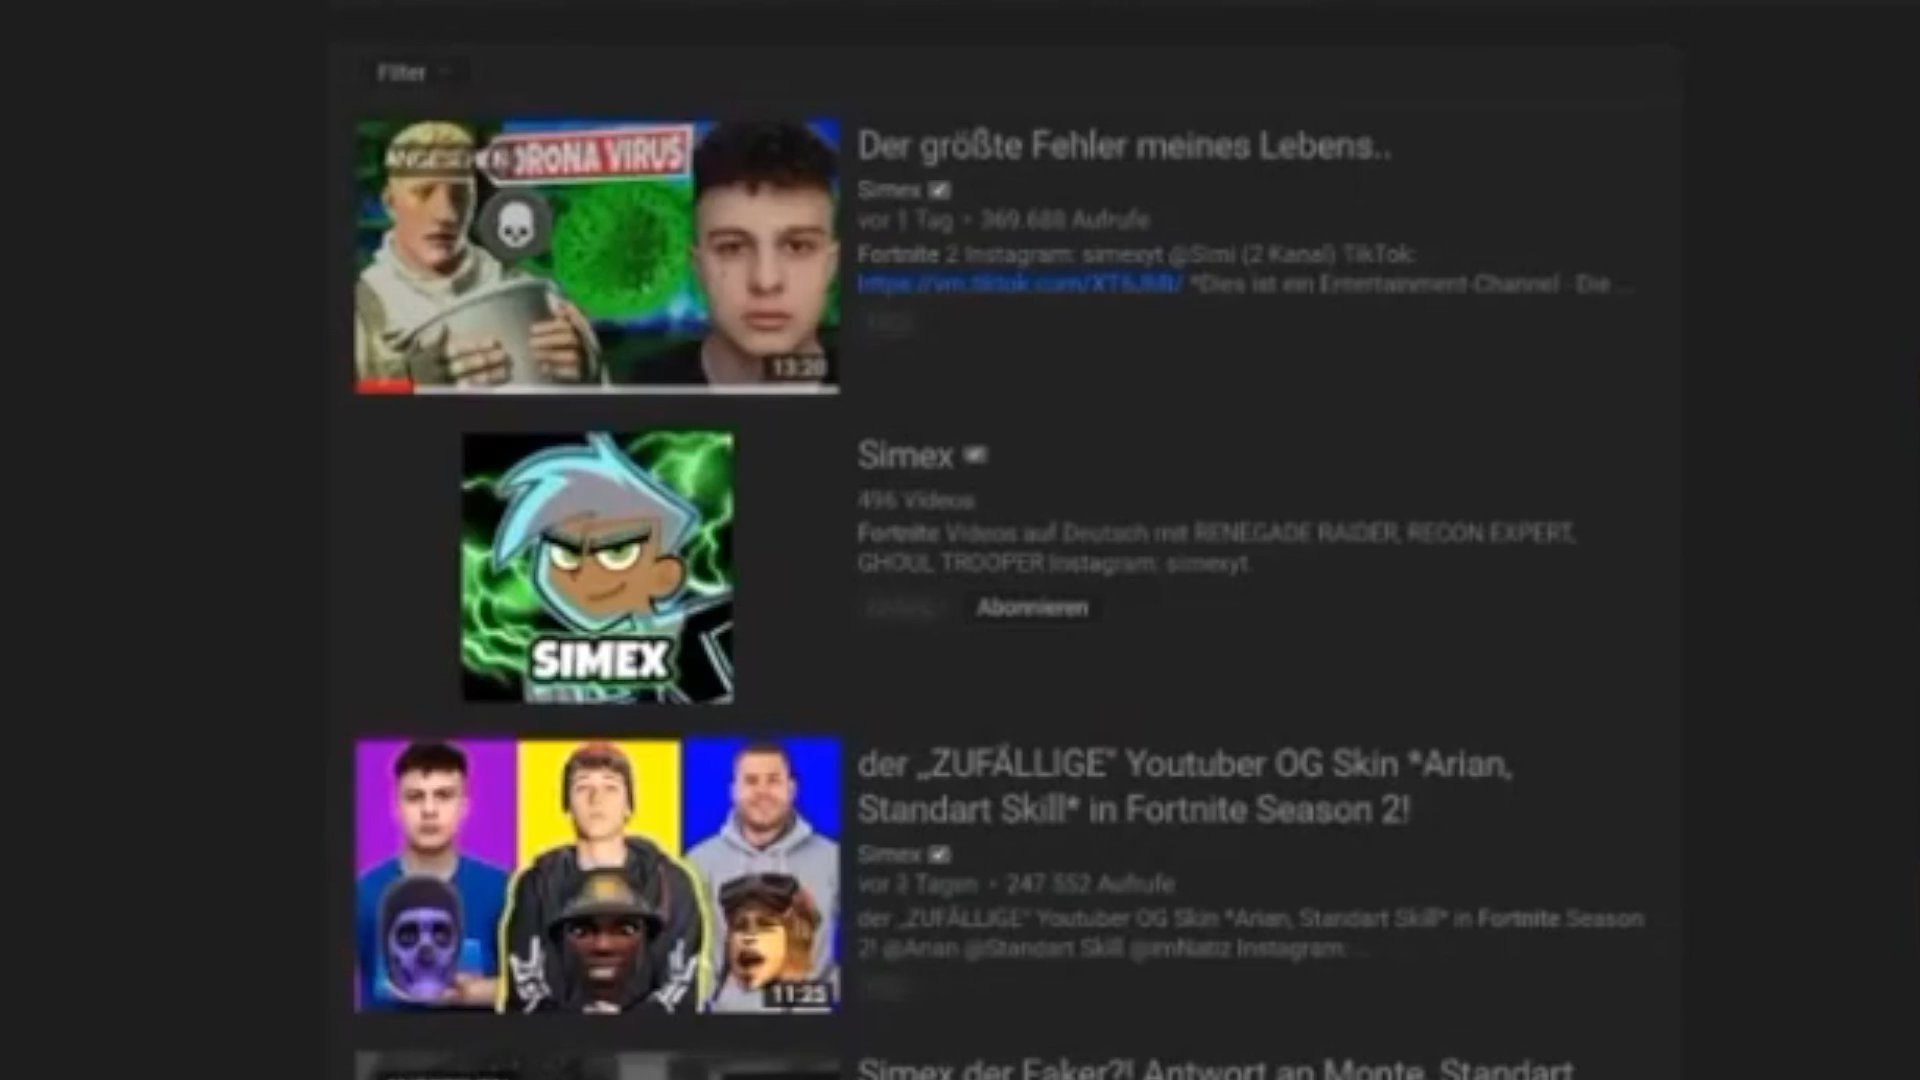 Filter
CORONA VIRUS
13:20
Der größte Fehler meines Lebens..
Simex
vor 1 Tag • 369.688 Aufrufe
Fortnite 2 Instagram: simexyt @Simi (2 Kanal) TikTok:
*Dies ist ein Entertainment-Channel - Die ...
SIMEX
Simex
496 Videos
Fortnite Videos auf Deutsch mit RENEGADE RAIDER, RECON EXPERT,
GHOUL TROOPER Instagram: simexyt
Abonnieren
11:25
der „ZUFÄLLIGE" Youtuber OG Skin *Arian,
Standart Skill* in Fortnite Season 2!
Simex
vor 3 Tagen • 247.552 Aufrufe
der „ZUFÄLLIGE" Youtuber OG Skin *Arian, Standart Skill* in Fortnite Season
2! @Arian @Standart Skill @imNatiz Instagram: ...
Simex der Faker?! Antwort an Monte, Standart